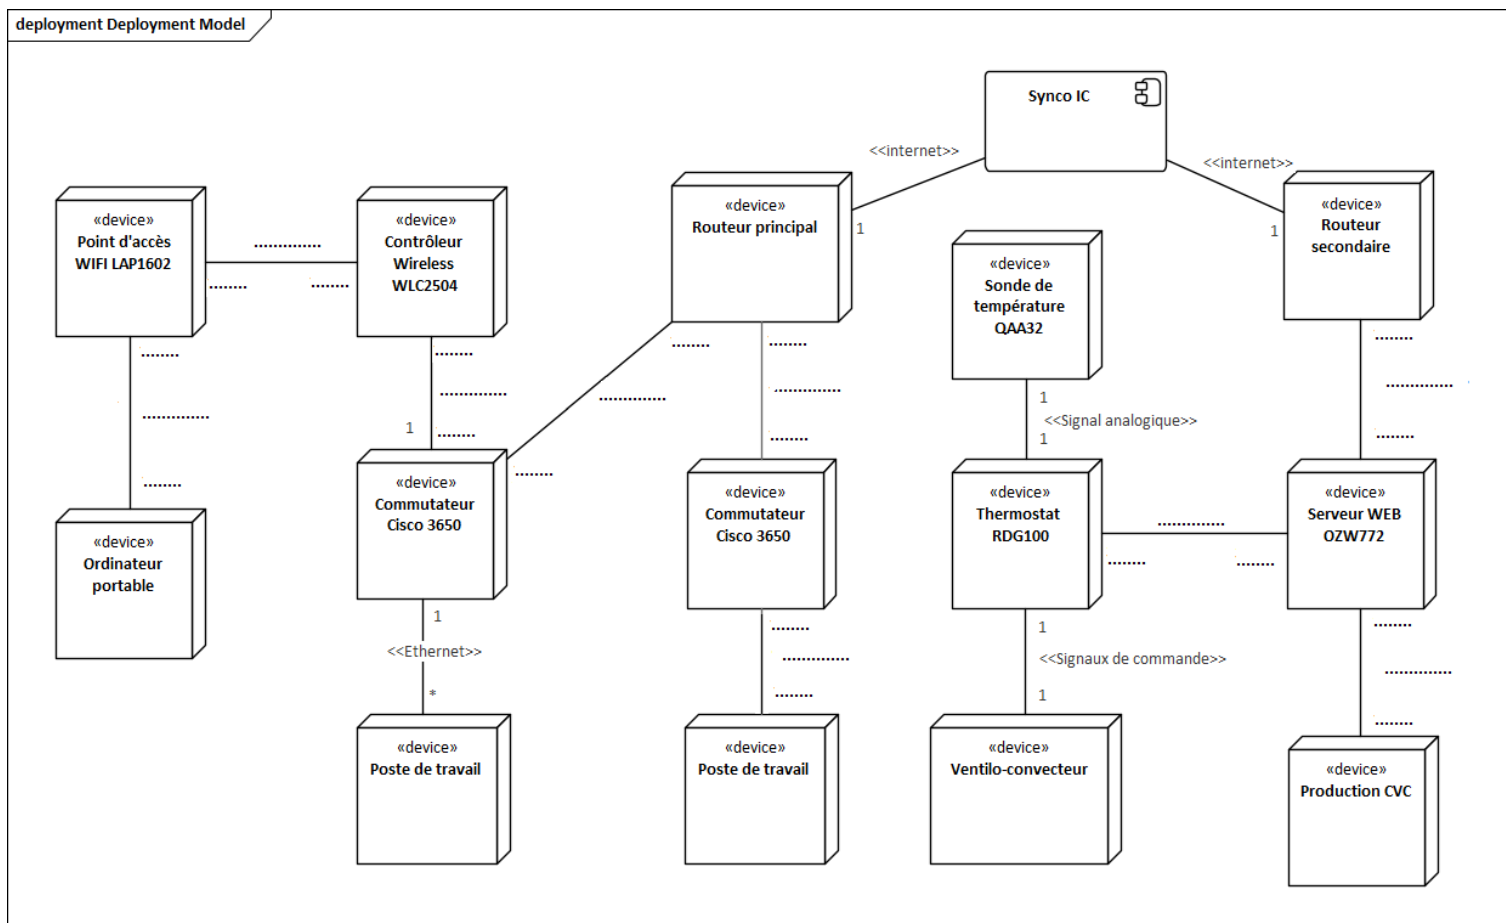 deployment Deployment Model
Synco IC
<<internet>>
<<internet>>
«device»
Point d'accès
WIFI LAP1602
..............
........
........
«device»
Contrôleur
Wireless
WLC2504
«device»
Routeur principal
1
«device»
Sonde de
température
QAA32
1
«device»
Routeur
secondaire
........
..............
........
........
..............
1
........
........
..............
........
........
..............
........
1
<<Signal analogique>>
1
........
..............
........
«device»
Ordinateur
portable
«device»
Commutateur
Cisco 3650
«device»
Commutateur
Cisco 3650
«device»
Thermostat
RDG100
..............
........
........
«device»
Serveur WEB
OZW772
1
<<Ethernet>>
*
........
..............
........
1
<<Signaux de commande>>
1
........
..............
........
«device»
Poste de travail
«device»
Poste de travail
«device»
Ventilo-convecteur
«device»
Production CVC